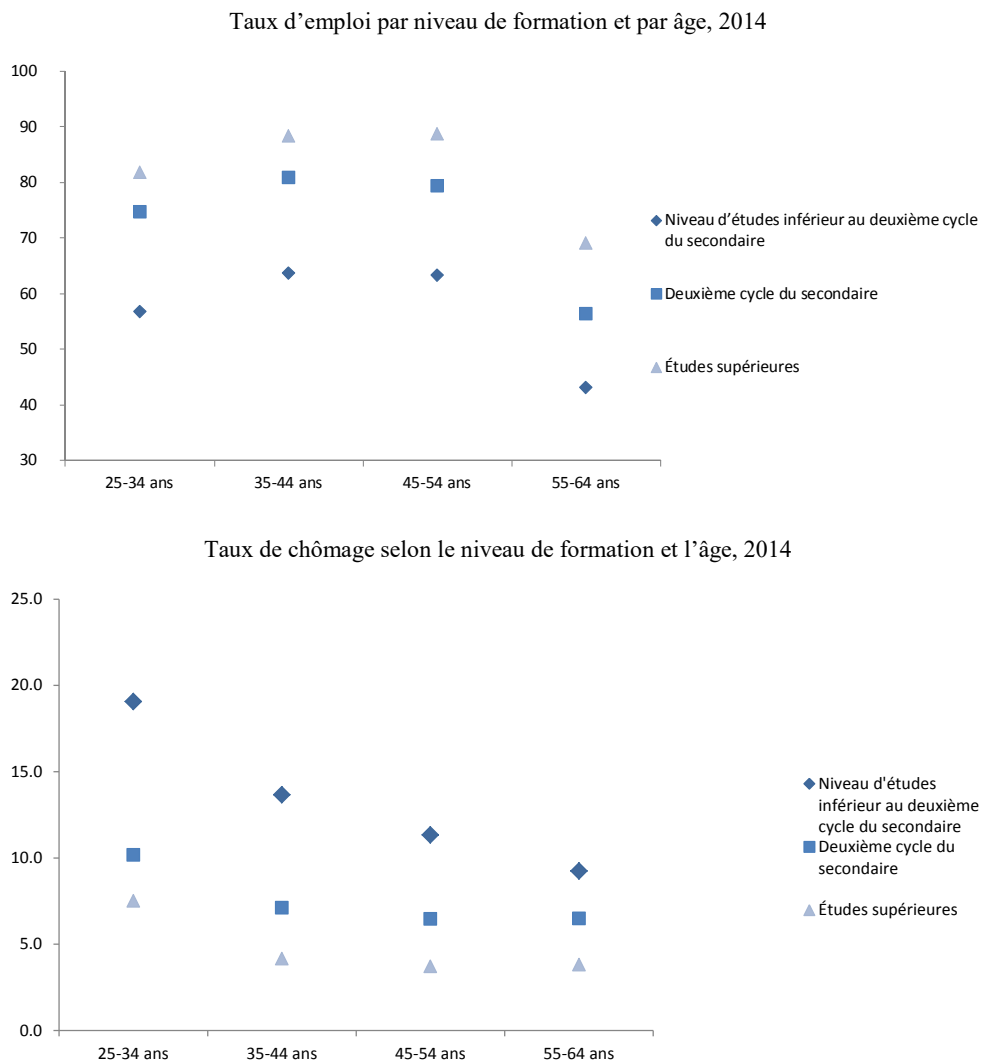 Taux d’emploi par niveau de formation et par âge, 2014
100
90
80
70
60
50
40
30
25-34 ans
35-44 ans
45-54 ans
55-64 ans
Niveau d’études inférieur au deuxième cycle
du secondaire
Deuxième cycle du secondaire
Études supérieures
Taux de chômage selon le niveau de formation et l’âge, 2014
25.0
20.0
15.0
10.0
5.0
0.0
25-34 ans
35-44 ans
45-54 ans
55-64 ans
Niveau d'études
inférieur au deuxième
cycle du secondaire
Deuxième cycle du
secondaire
Études supérieures